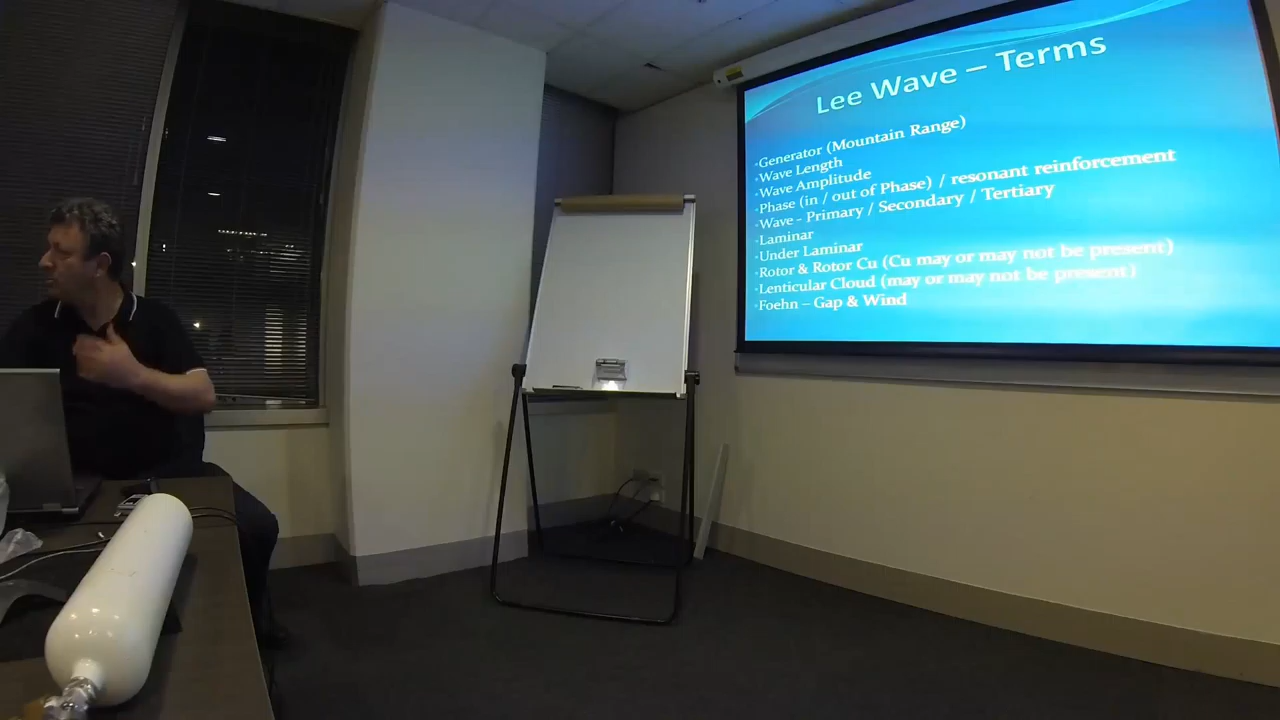 Lee Wave – Terms
•Generator (Mountain Range)
•Wave Length
•Wave Amplitude
•Phase (in / out of Phase) / resonant reinforcement
•Wave - Primary / Secondary / Tertiary
•Laminar
•Under Laminar
•Rotor & Rotor Cu (Cu may or may not be present)
•Lenticular Cloud (may or may not be present)
•Foehn – Gap & Wind